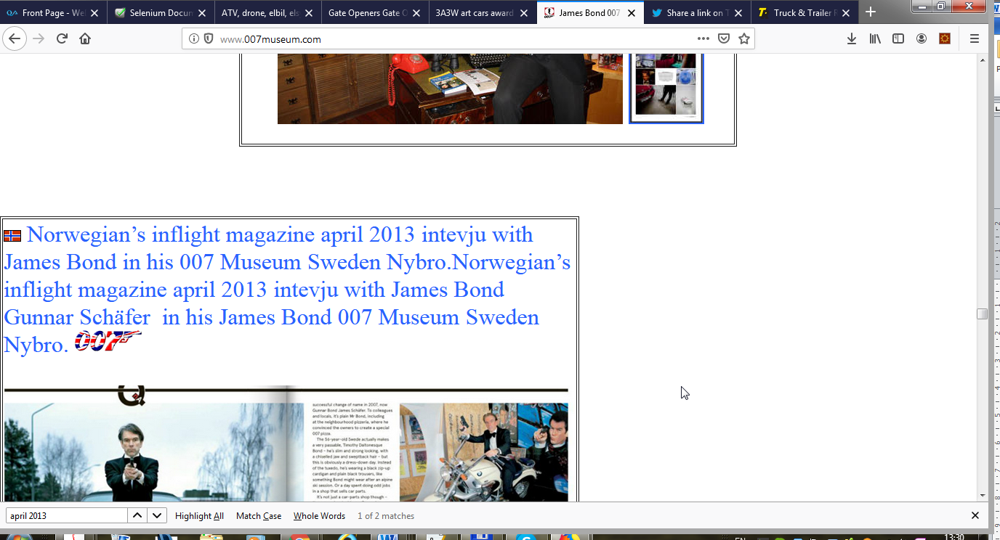 Front Page - Wel
Selenium Docum
ATV, drone, elbil, els
Gate Openers Gate O
3A3W art cars award
James Bond 007
Share a link on T
Truck & Trailer P
www.007museum.com
Norwegian’s inflight magazine april 2013 intevju with
James Bond in his 007 Museum Sweden Nybro.Norwegian’s
inflight magazine april 2013 intevju with James Bond
Gunnar Schäfer in his James Bond 007 Museum Sweden
Nybro. 007
Q
successful change of name in 2007, now
Gunnar Bond James Schäfer. To colleagues
and locals, it's plain Mr Bond, including
at the neighbourhood pizzeria, where he
convinced the owners to create a special
007 pizza.
The 56-year-old Swede actually makes
a very passable, Timothy Daltonesque
Bond – he's slim and strong looking, with
a chiselled jaw and sweptback hair – but
this is obviously a dress-down day. Instead
of the tuxedo, he's wearing a black zip-up
cardigan and plain black trousers, like
something Bond might wear after an alpine
ski session. Or a day spent doing odd jobs
in a shop that sells car parts.
It's not just a car-parts shop though –
april 2013
Highlight All
Match Case
Whole Words
1 of 2 matches
EN
13:30